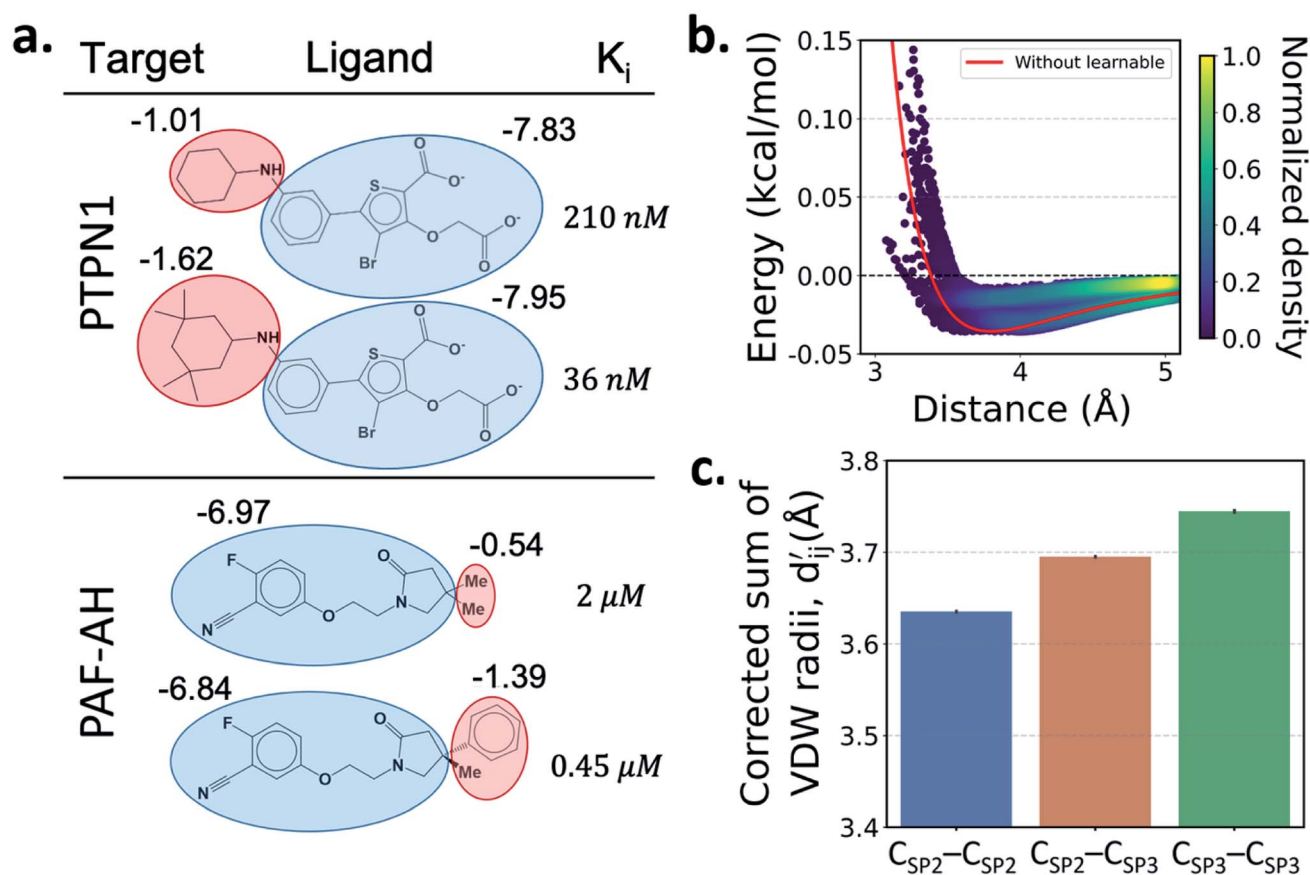 a.
Target Ligand Ki
PTPN1
-1.01
-7.83
NH
S
O
O-
O
O
O-
Br
210 nM
-1.62
-7.95
NH
S
O
O-
O
O
O-
Br
36 nM
PAF-AH
-6.97
-0.54
F
N
O
N
O
Me
Me
2 μM
-6.84
-1.39
F
N
O
N
O
Me
0.45 μM
b.
Energy (kcal/mol)
0.15
0.10
0.05
0.00
-0.05
Without learnable
3 4 5
Distance (Å)
1.0
0.8
0.6
0.4
0.2
0.0
Normalized density
c.
Corrected sum of
VDW radii, d′ij(Å)
3.8
3.7
3.6
3.5
3.4
CSP2–CSP2 CSP2–CSP3 CSP3–CSP3